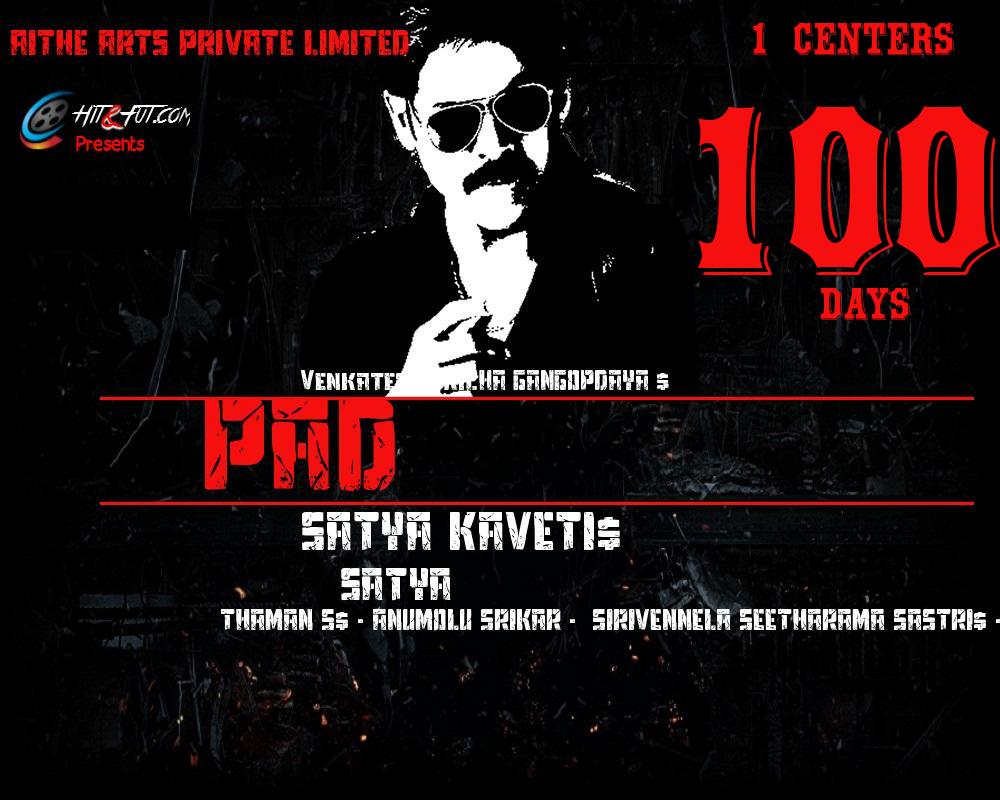 AITHE ARTS PRIVATE LIMITED
1 CENTERS
HIT&FUT.COM
Presents
100
DAYS
GANGOPDAYA $
PAD
SATYA KAVETI$
SATYA
THAMAN S$ - ANUMOLU SRIKAR - SIRIVENNELA SEETHARAMA SASTRI$ -